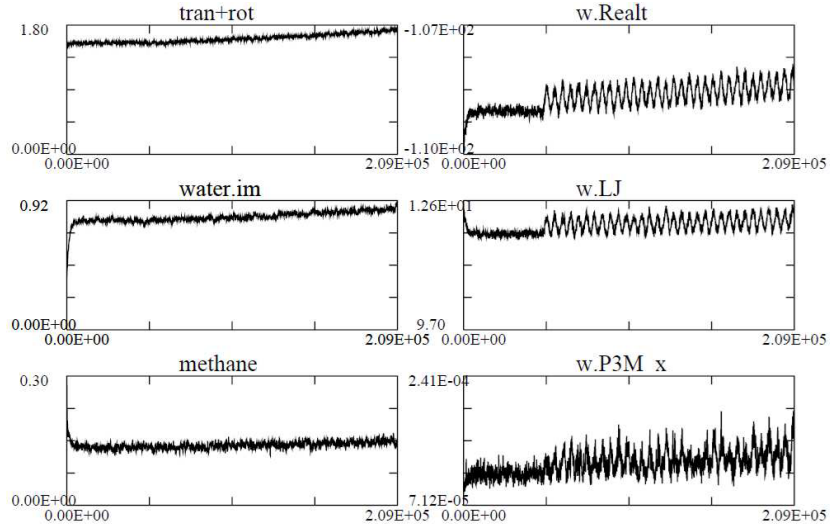 tran+rot
w.Realt
1.80
-1.07E+02
0.00E+00
-1.10E+02
0.00E+00
2.09E+05
0.00E+00
2.09E+05
water.im
w.LJ
0.92
1.26E+01
0.00E+00
9.70
0.00E+00
2.09E+05
0.00E+00
2.09E+05
methane
w.P3M_x
0.30
2.41E-04
0.00E+00
7.12E-05
0.00E+00
2.09E+05
0.00E+00
2.09E+05